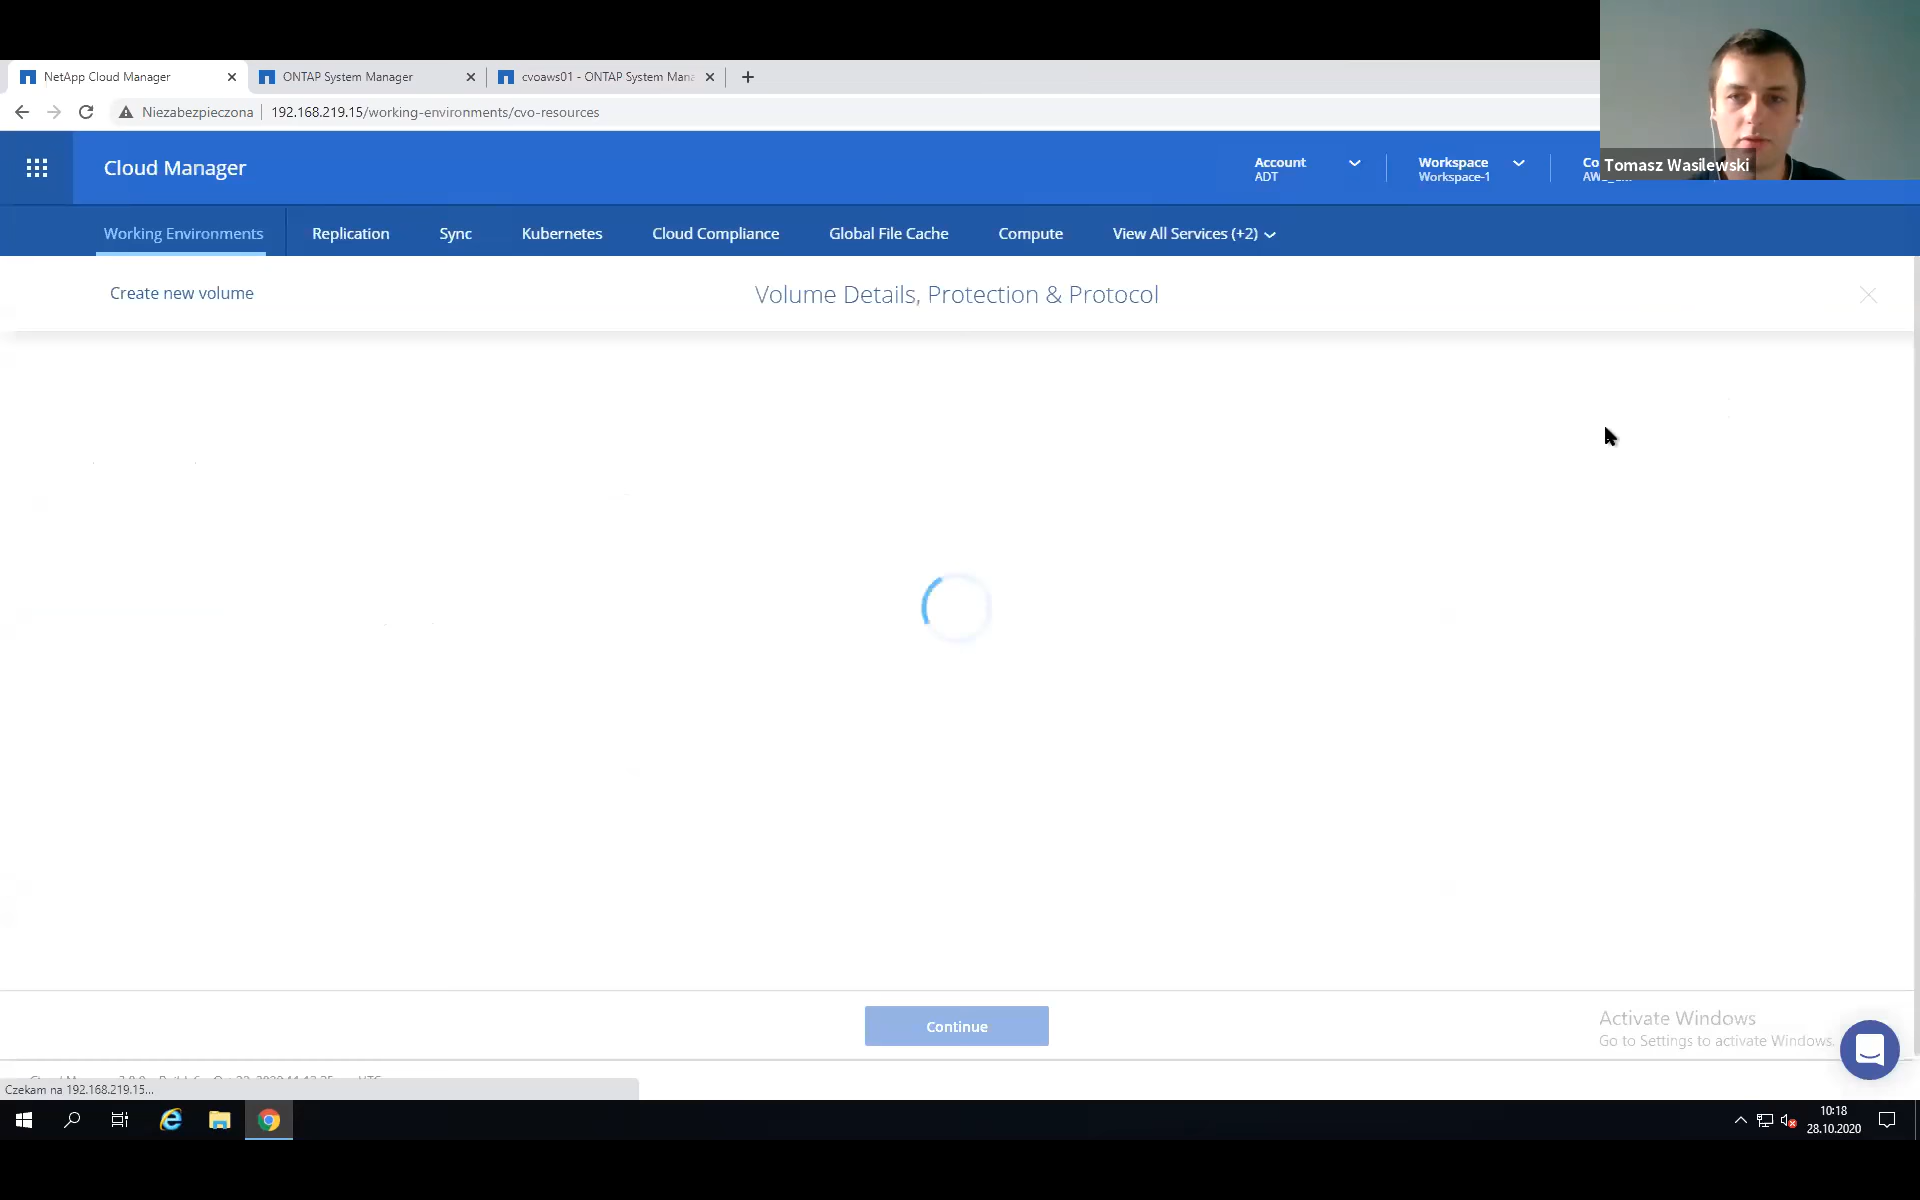 NetApp Cloud Manager
ONTAP System Manager
cvoaws01 - ONTAP System Mana
Niezabezpieczona
192.168.219.15/working-environments/cvo-resources
Cloud Manager
Account
ADT
Workspace
Workspace-1
Co
Tomasz Wasilewski
Working Environments
Replication
Sync
Kubernetes
Cloud Compliance
Global File Cache
Compute
View All Services (+2)
Create new volume
Volume Details, Protection & Protocol
Continue
Activate Windows
Go to Settings to activate Windows.
Czekam na 192.168.219.15...
10:18
28.10.2020